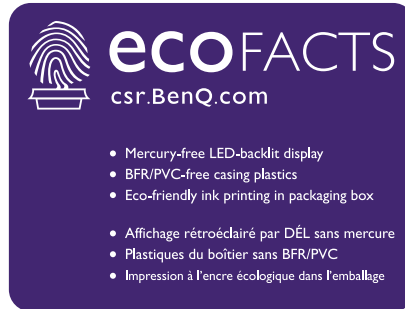 ecoFACTS
csr.BenQ.com
• Mercury-free LED-backlit display
• BFR/PVC-free casing plastics
• Eco-friendly ink printing in packaging box
• Affichage rétroéclairé par DÉL sans mercure
• Plastiques du boîtier sans BFR/PVC
• Impression à l'encre écologique dans l'emballage